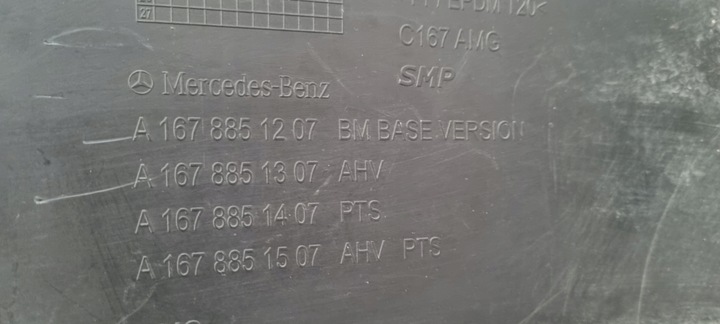 27
C167 AMG
SMP
Mercedes-Benz
A 167 885 12 07 BM BASE VERSION
A 167 885 13 07 AHV
A 167 885 14 07 PTS
A 167 885 15 07 AHV PTS